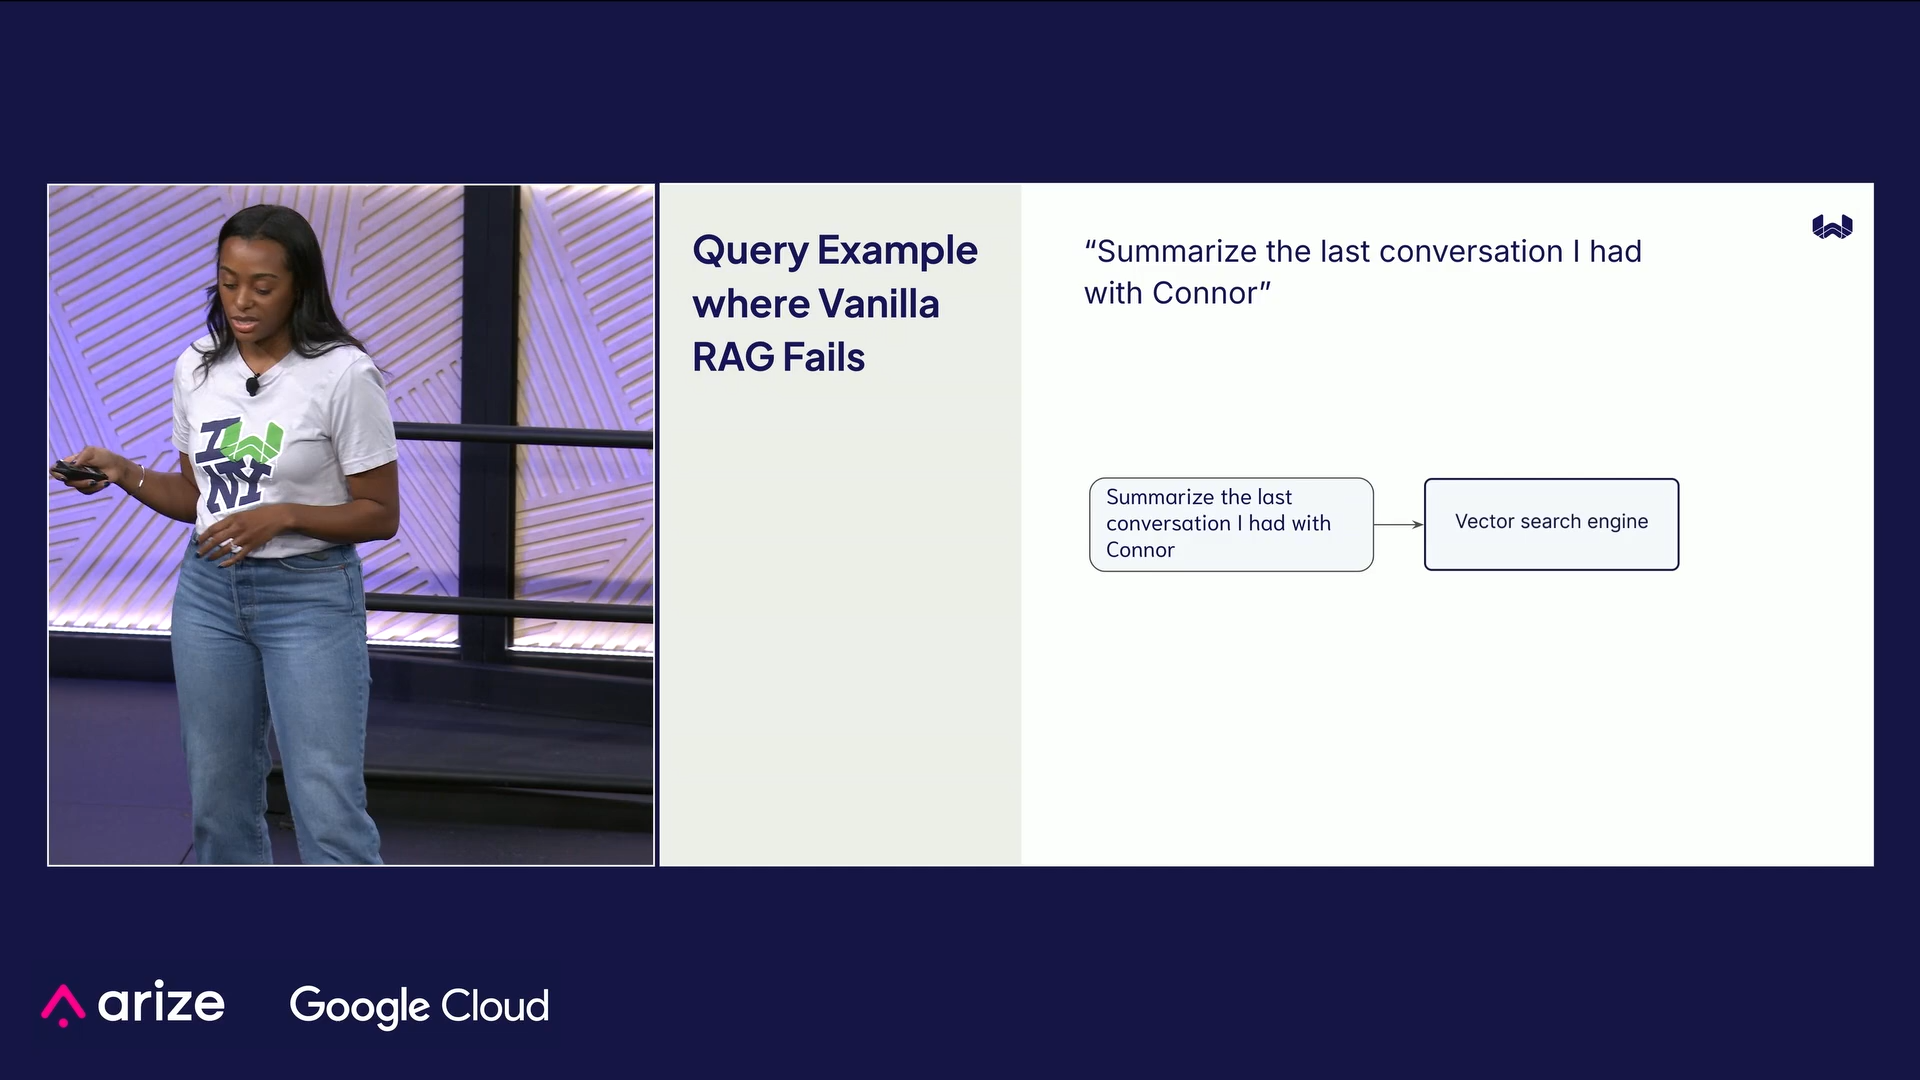 I W
NY
Query Example
where Vanilla
RAG Fails
“Summarize the last conversation I had
with Connor”
Summarize the last
conversation I had with
Connor
Vector search engine
arize
Google Cloud